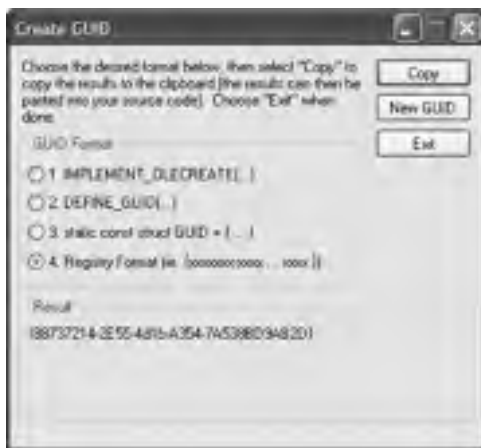 Create GUID
Choose the desired format below, then select "Copy" to
copy the results to the clipboard (the results can then be
pasted into your source code). Choose "Exit" when
done.
Copy
New GUID
Exit
GUID Format
1. IMPLEMENT_OLECREATE(...)
2. DEFINE_GUID(...)
3. static const struct GUID = { ... }
4. Registry Format (ie. {xxxxxxxx-xxxx ... xxxx })
Result